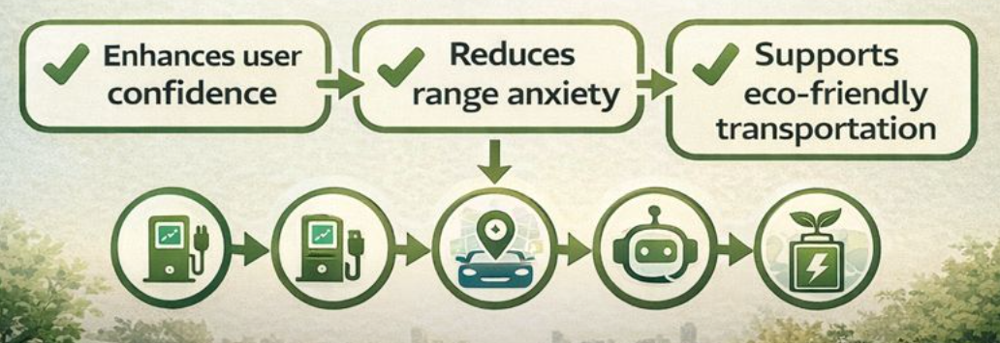 Enhances user
confidence
Reduces
range anxiety
Supports
eco-friendly
transportation